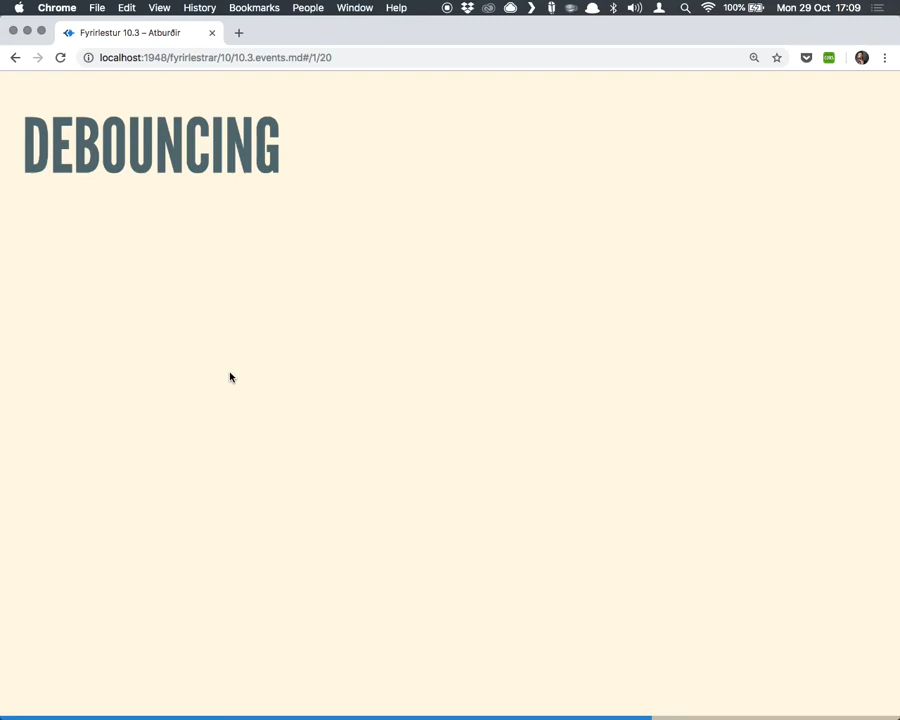 Chrome File Edit View History Bookmarks People Window Help 100% Mon 29 Oct 17:09
Fyrirlestur 10.3 – Atburðir
localhost:1948/fyrirlestrar/10/10.3.events.md#/1/20
DEBOUNCING